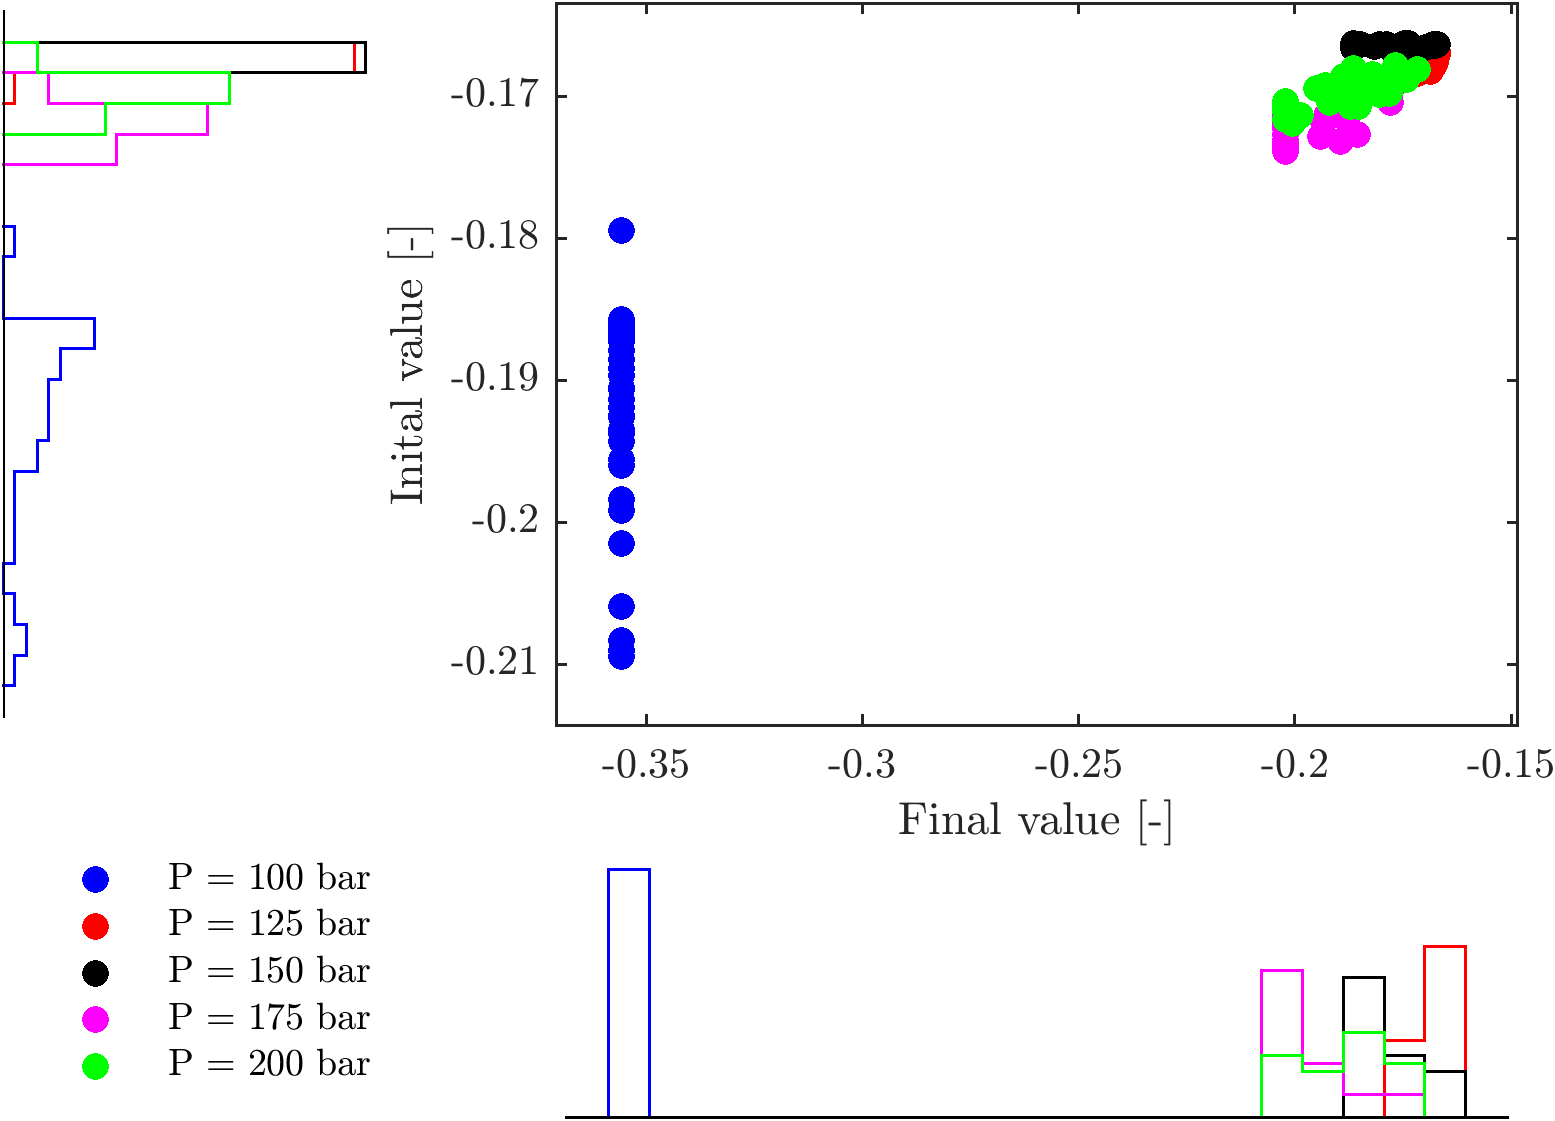 -0.17
-0.18
-0.19
-0.2
-0.21
Inital value [-]
-0.35
-0.3
-0.25
-0.2
-0.15
Final value [-]
P = 100 bar
P = 125 bar
P = 150 bar
P = 175 bar
P = 200 bar